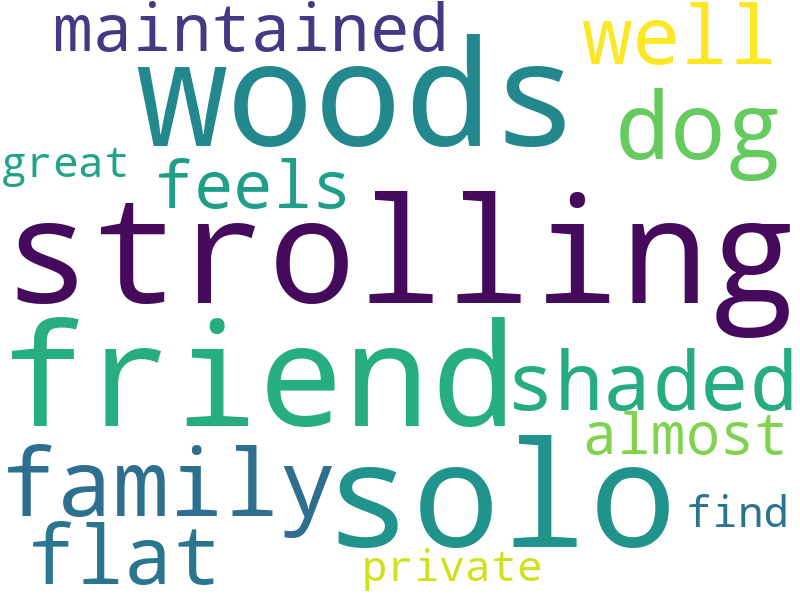 maintained well
woods
dog
great
feels
strolling
friend
shaded
almost
family
solo
find
flat
private